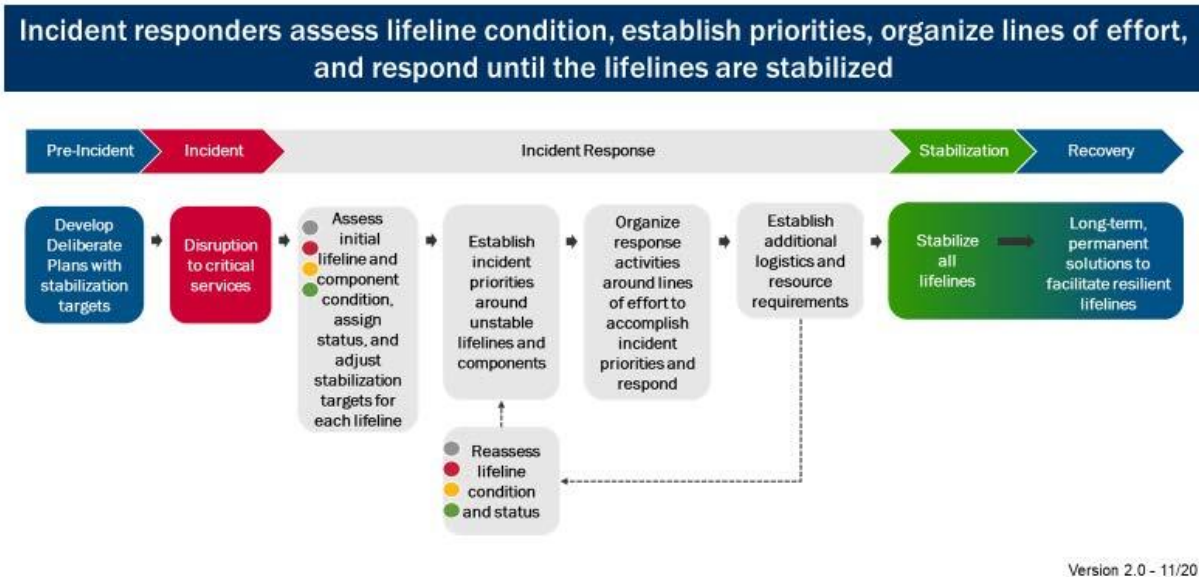 Incident responders assess lifeline condition, establish priorities, organize lines of effort,
and respond until the lifelines are stabilized
Pre-Incident
Incident
Incident Response
Stabilization
Recovery
Develop
Deliberate
Plans with
stabilization
targets
Disruption
to critical
services
Assess
initial
lifeline and
component
condition,
assign
status, and
adjust
stabilization
targets for
each lifeline
Establish
incident
priorities
around
unstable
lifelines and
components
Organize
response
activities
around lines
of effort to
accomplish
incident
priorities and
respond
Establish
additional
logistics and
resource
requirements
Stabilize
all
lifelines
Long-term,
permanent
solutions to
facilitate resilient
lifelines
Reassess
lifeline
condition
and status
Version 2.0 - 11/20